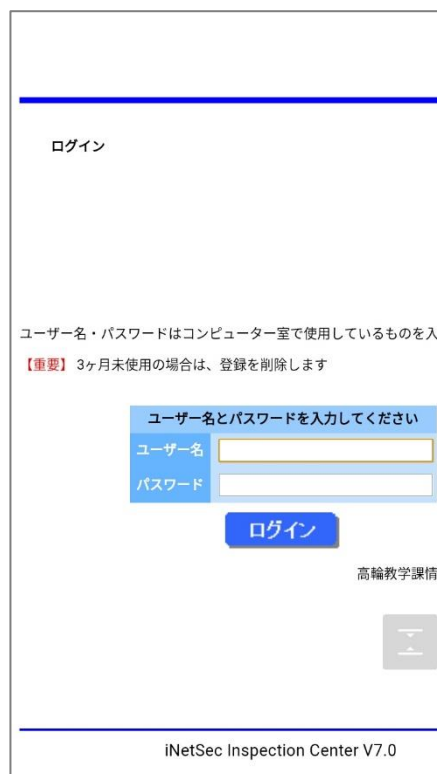 ログイン
ユーザー名・パスワードはコンピューター室で使用しているものを入
【重要】 3ヶ月未使用の場合は、登録を削除します
ユーザー名とパスワードを入力してください
ユーザー名
パスワード
ログイン
高輪教学課情
iNetSec Inspection Center V7.0